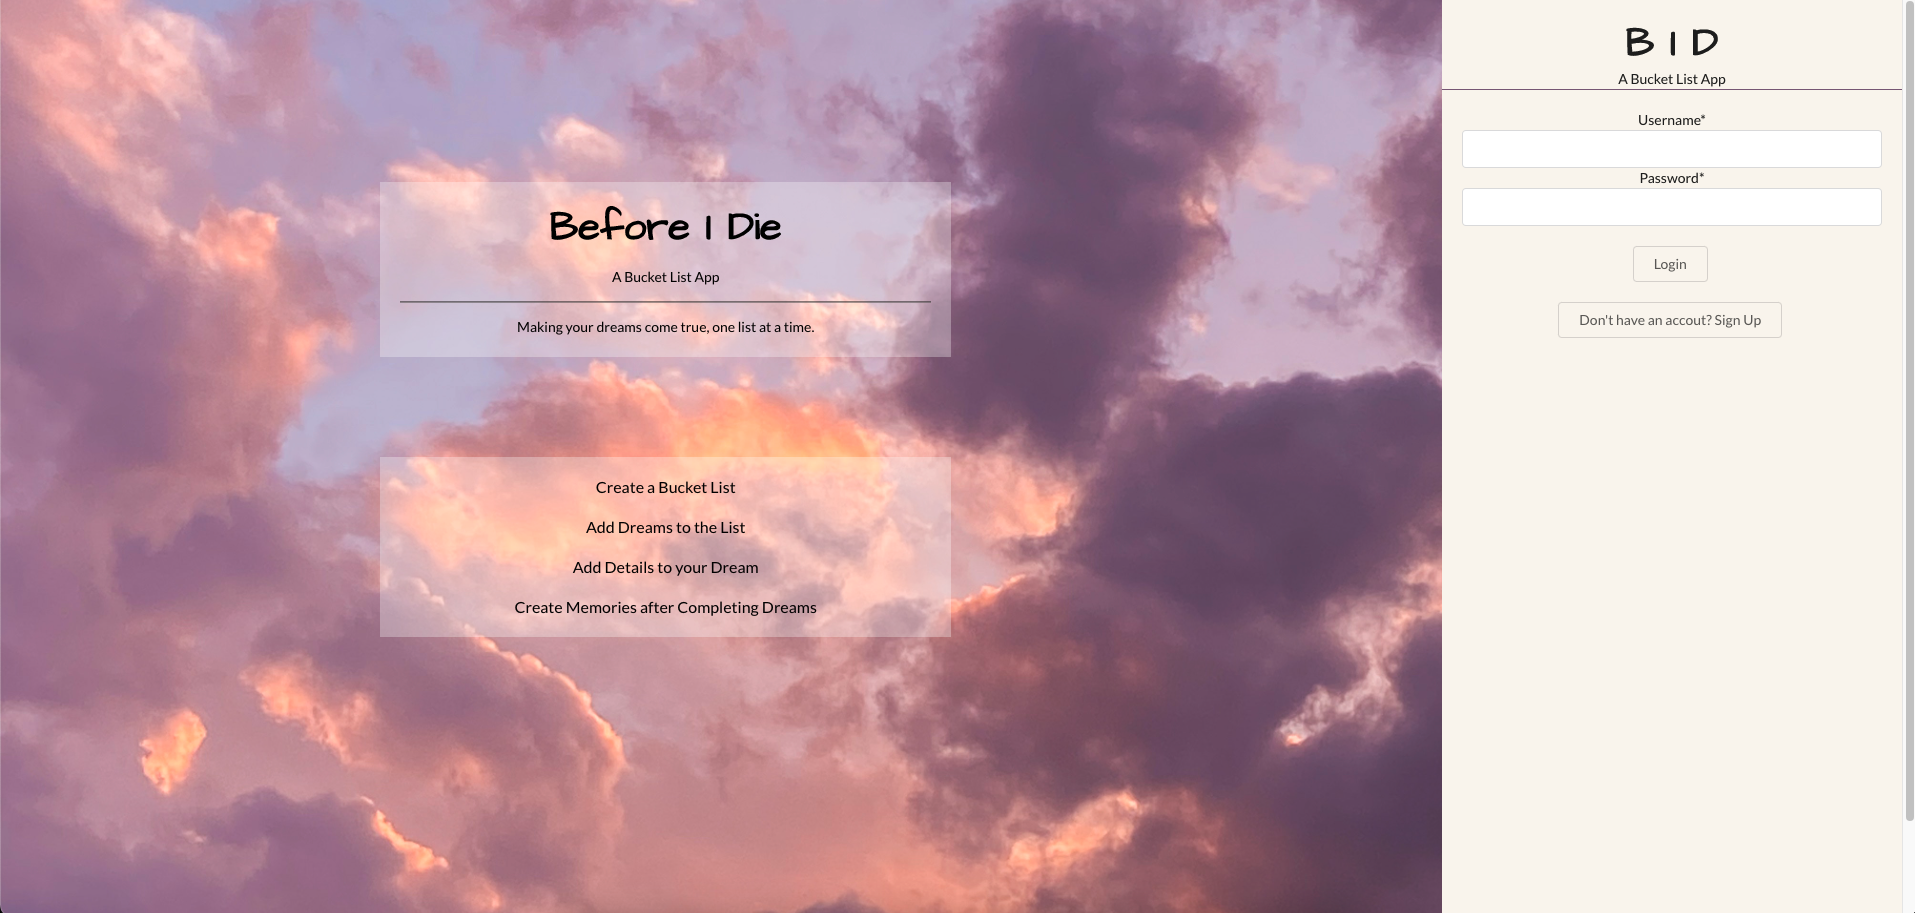 Before I Die
A Bucket List App
Making your dreams come true, one list at a time.
Create a Bucket List
Add Dreams to the List
Add Details to your Dream
Create Memories after Completing Dreams
B I D
A Bucket List App
Username*
Password*
Login
Don't have an accout? Sign Up